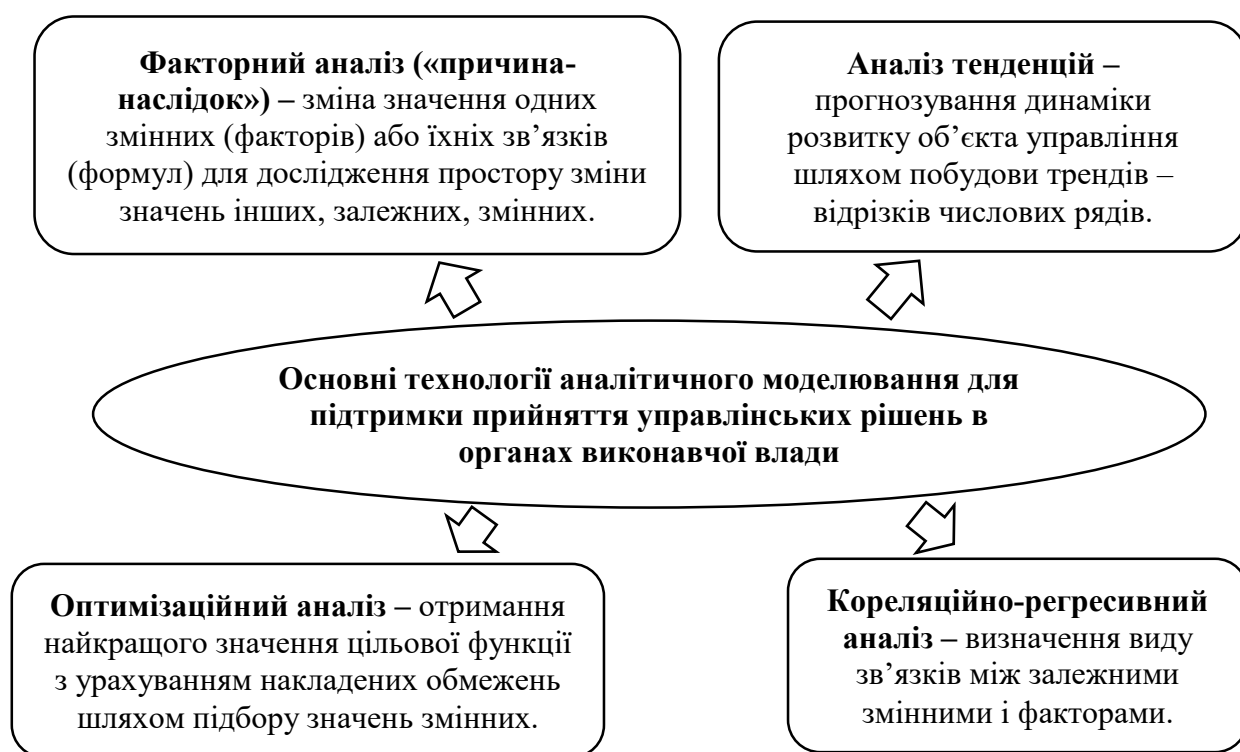 Факторний аналіз («причина-
наслідок») – зміна значення одних
змінних (факторів) або їхніх зв’язків
(формул) для дослідження простору зміни
значень інших, залежних, змінних.
Аналіз тенденцій –
прогнозування динаміки
розвитку об’єкта управління
шляхом побудови трендів –
відрізків числових рядів.
Основні технології аналітичного моделювання для
підтримки прийняття управлінських рішень в
органах виконавчої влади
Оптимізаційний аналіз – отримання
найкращого значення цільової функції
з урахуванням накладених обмежень
шляхом підбору значень змінних.
Кореляційно-регресивний
аналіз – визначення виду
зв’язків між залежними
змінними і факторами.